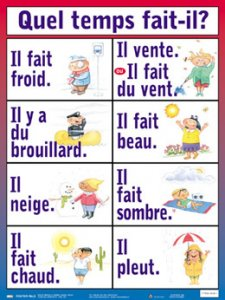 Quel temps fait-il?
Il fait
froid.
Il vente.
ou Il fait
du vent.
Il y a
du
brouillard.
Il fait
beau.
Il
neige.
Il
fait
sombre.
Il
fait
chaud.
Il
pleut.